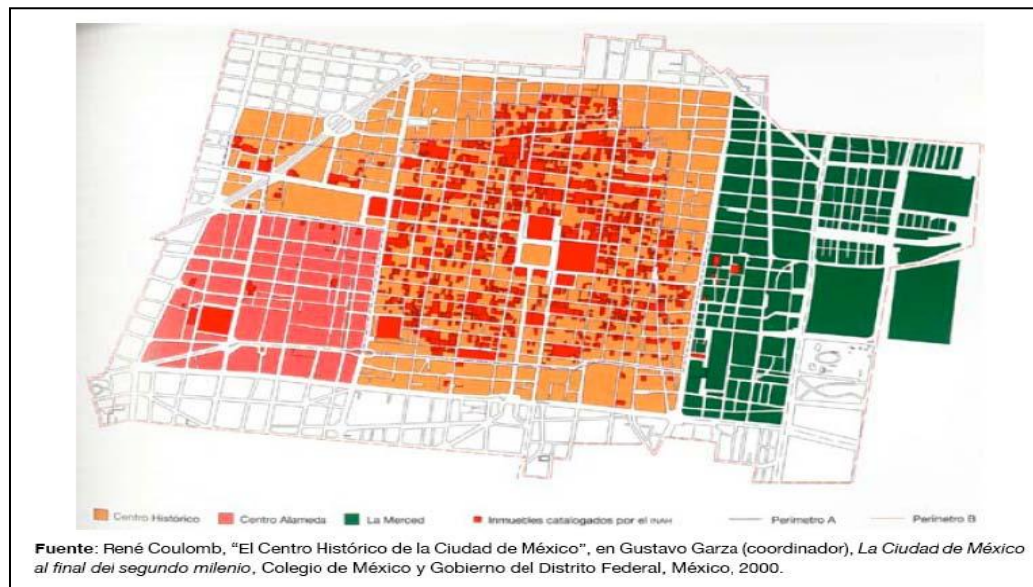 Centro Histórico Centro Alameda La Merced Inmuebles catalogados por el INAH Perímetro A Perímetro B
Fuente: René Coulomb, “El Centro Histórico de la Ciudad de México”, en Gustavo Garza (coordinador), La Ciudad de México
al final del segundo milenio, Colegio de México y Gobierno del Distrito Federal, México, 2000.